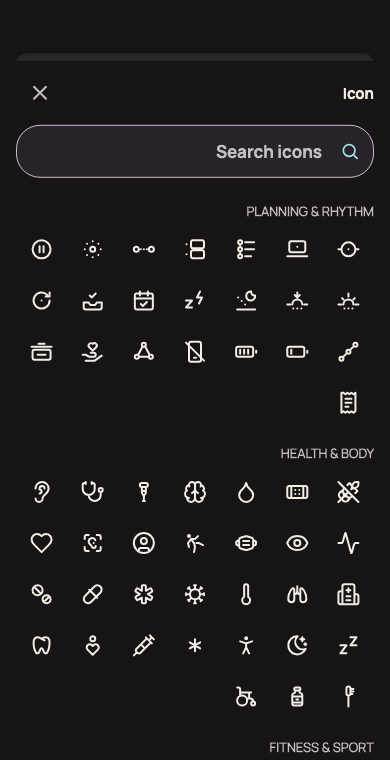 Icon
Search icons
PLANNING & RHYTHM
HEALTH & BODY
FITNESS & SPORT